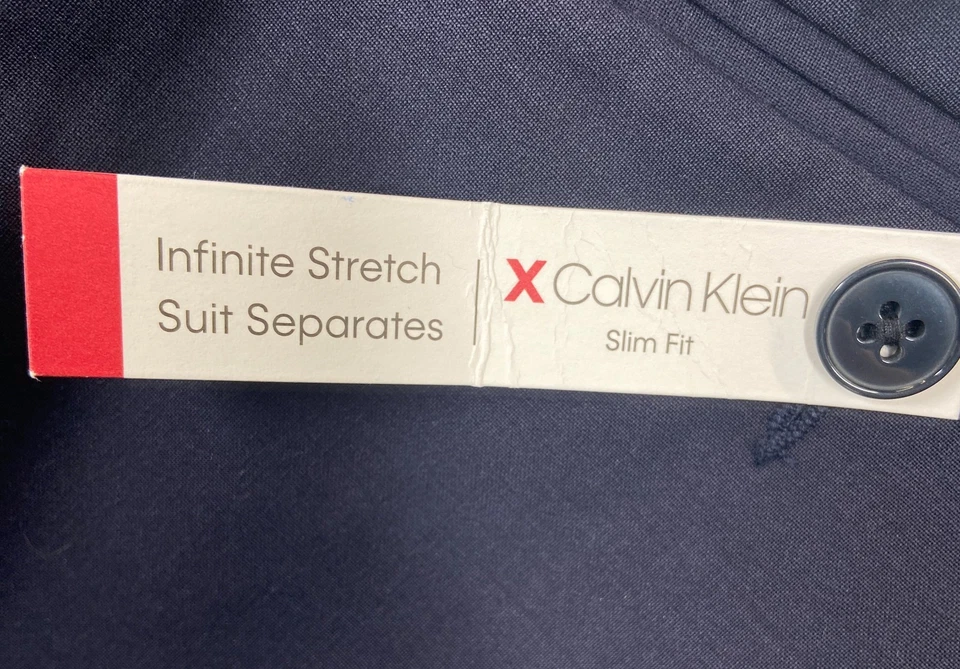 Infinite Stretch
Suit Separates
X Calvin Klein
Slim Fit